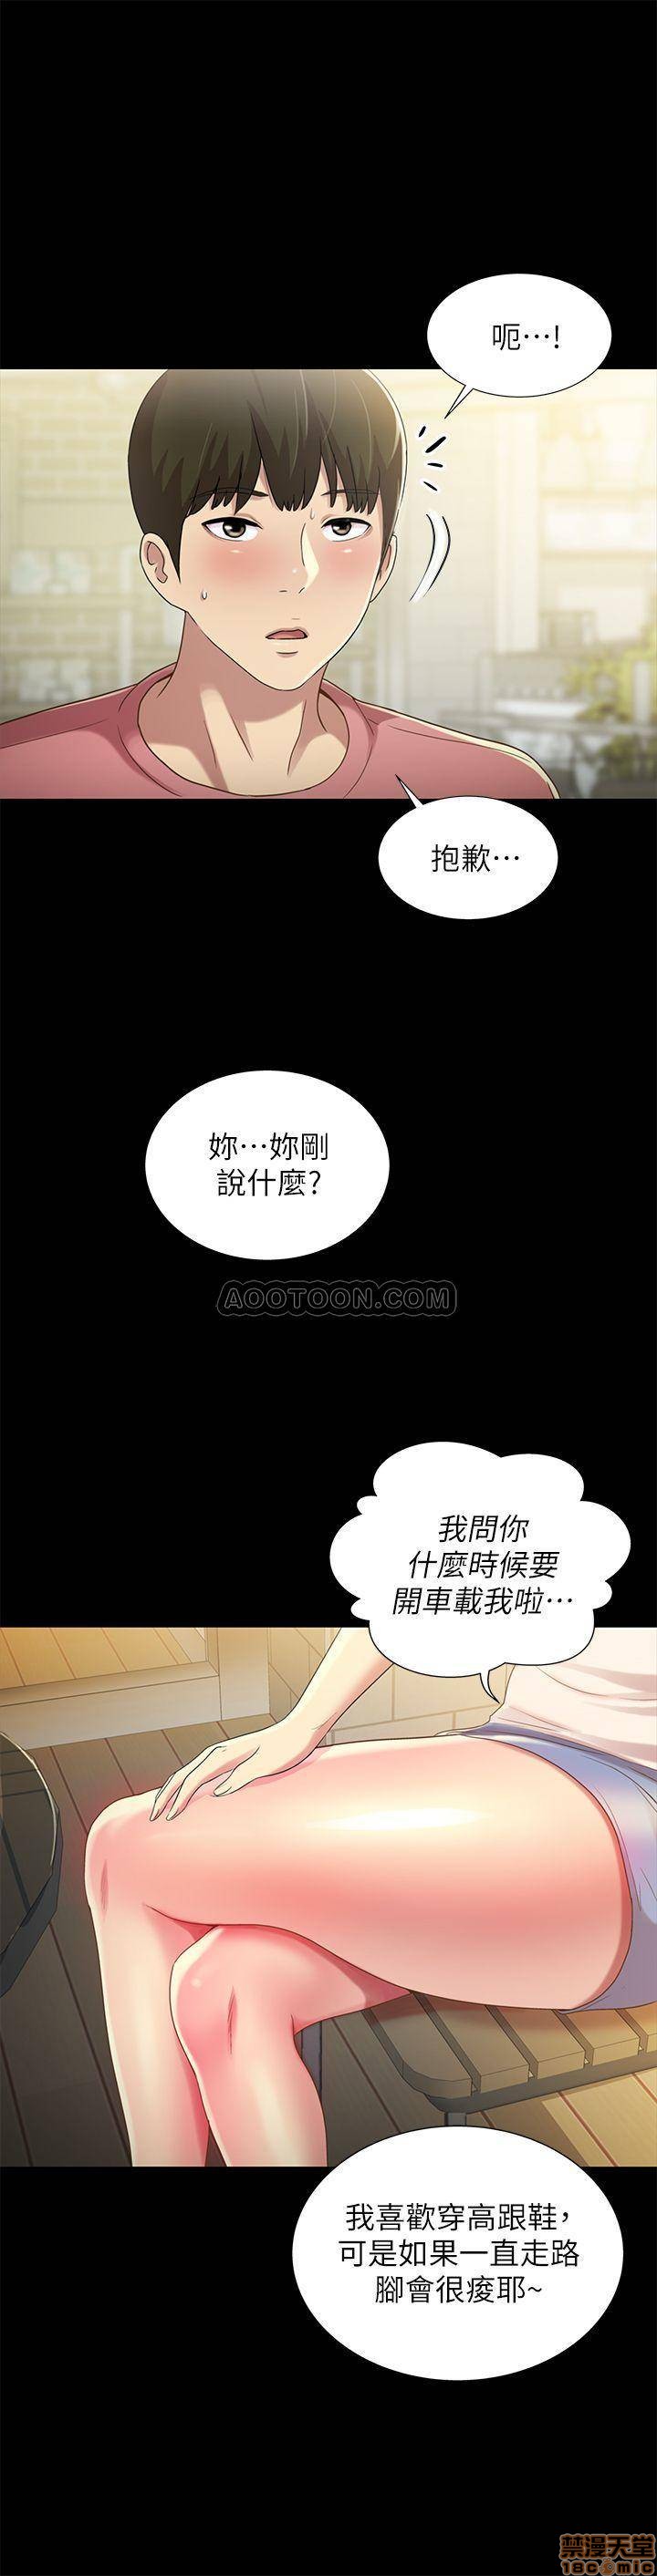 呃…!
抱歉…
妳…妳剛
說什麼?
AOOTOON.COM
我問你
什麼時候要
開車載我啦…
我喜歡穿高跟鞋,
可是如果一直走路
腳會很痠耶~
禁漫天堂
18COMIC